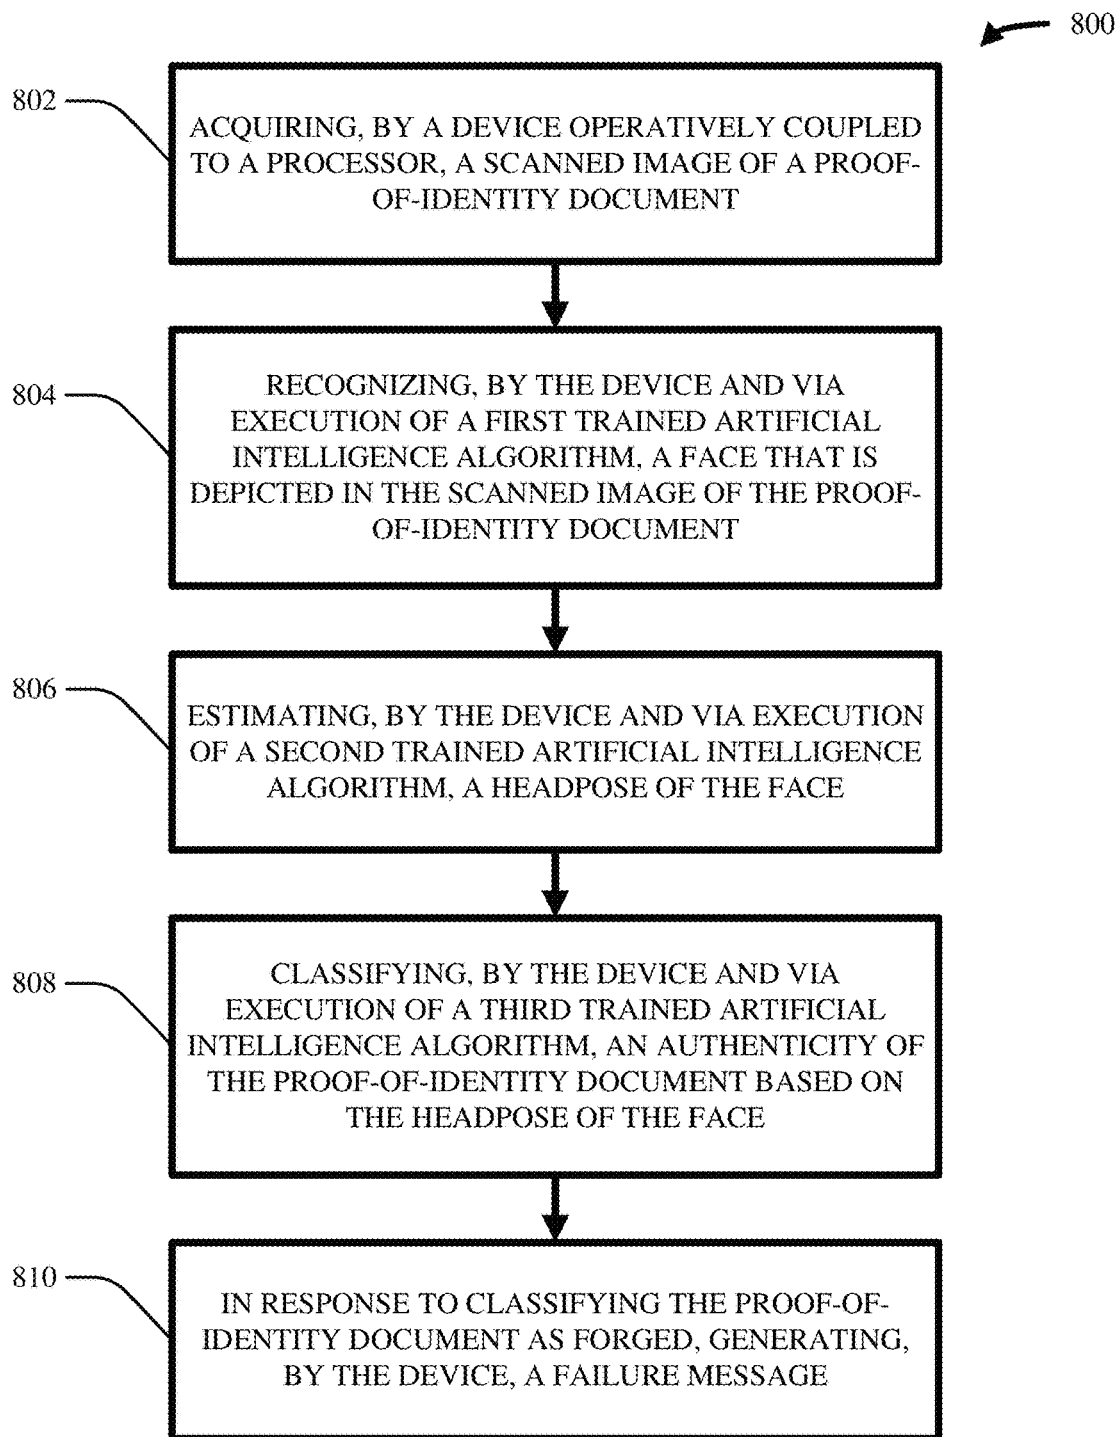 800
802
ACQUIRING, BY A DEVICE OPERATIVELY COUPLED
TO A PROCESSOR, A SCANNED IMAGE OF A PROOF-
OF-IDENTITY DOCUMENT
804
RECOGNIZING, BY THE DEVICE AND VIA
EXECUTION OF A FIRST TRAINED ARTIFICIAL
INTELLIGENCE ALGORITHM, A FACE THAT IS
DEPICTED IN THE SCANNED IMAGE OF THE PROOF-
OF-IDENTITY DOCUMENT
806
ESTIMATING, BY THE DEVICE AND VIA EXECUTION
OF A SECOND TRAINED ARTIFICIAL INTELLIGENCE
ALGORITHM, A HEADPOSE OF THE FACE
808
CLASSIFYING, BY THE DEVICE AND VIA
EXECUTION OF A THIRD TRAINED ARTIFICIAL
INTELLIGENCE ALGORITHM, AN AUTHENTICITY OF
THE PROOF-OF-IDENTITY DOCUMENT BASED ON
THE HEADPOSE OF THE FACE
810
IN RESPONSE TO CLASSIFYING THE PROOF-OF-
IDENTITY DOCUMENT AS FORGED, GENERATING,
BY THE DEVICE, A FAILURE MESSAGE